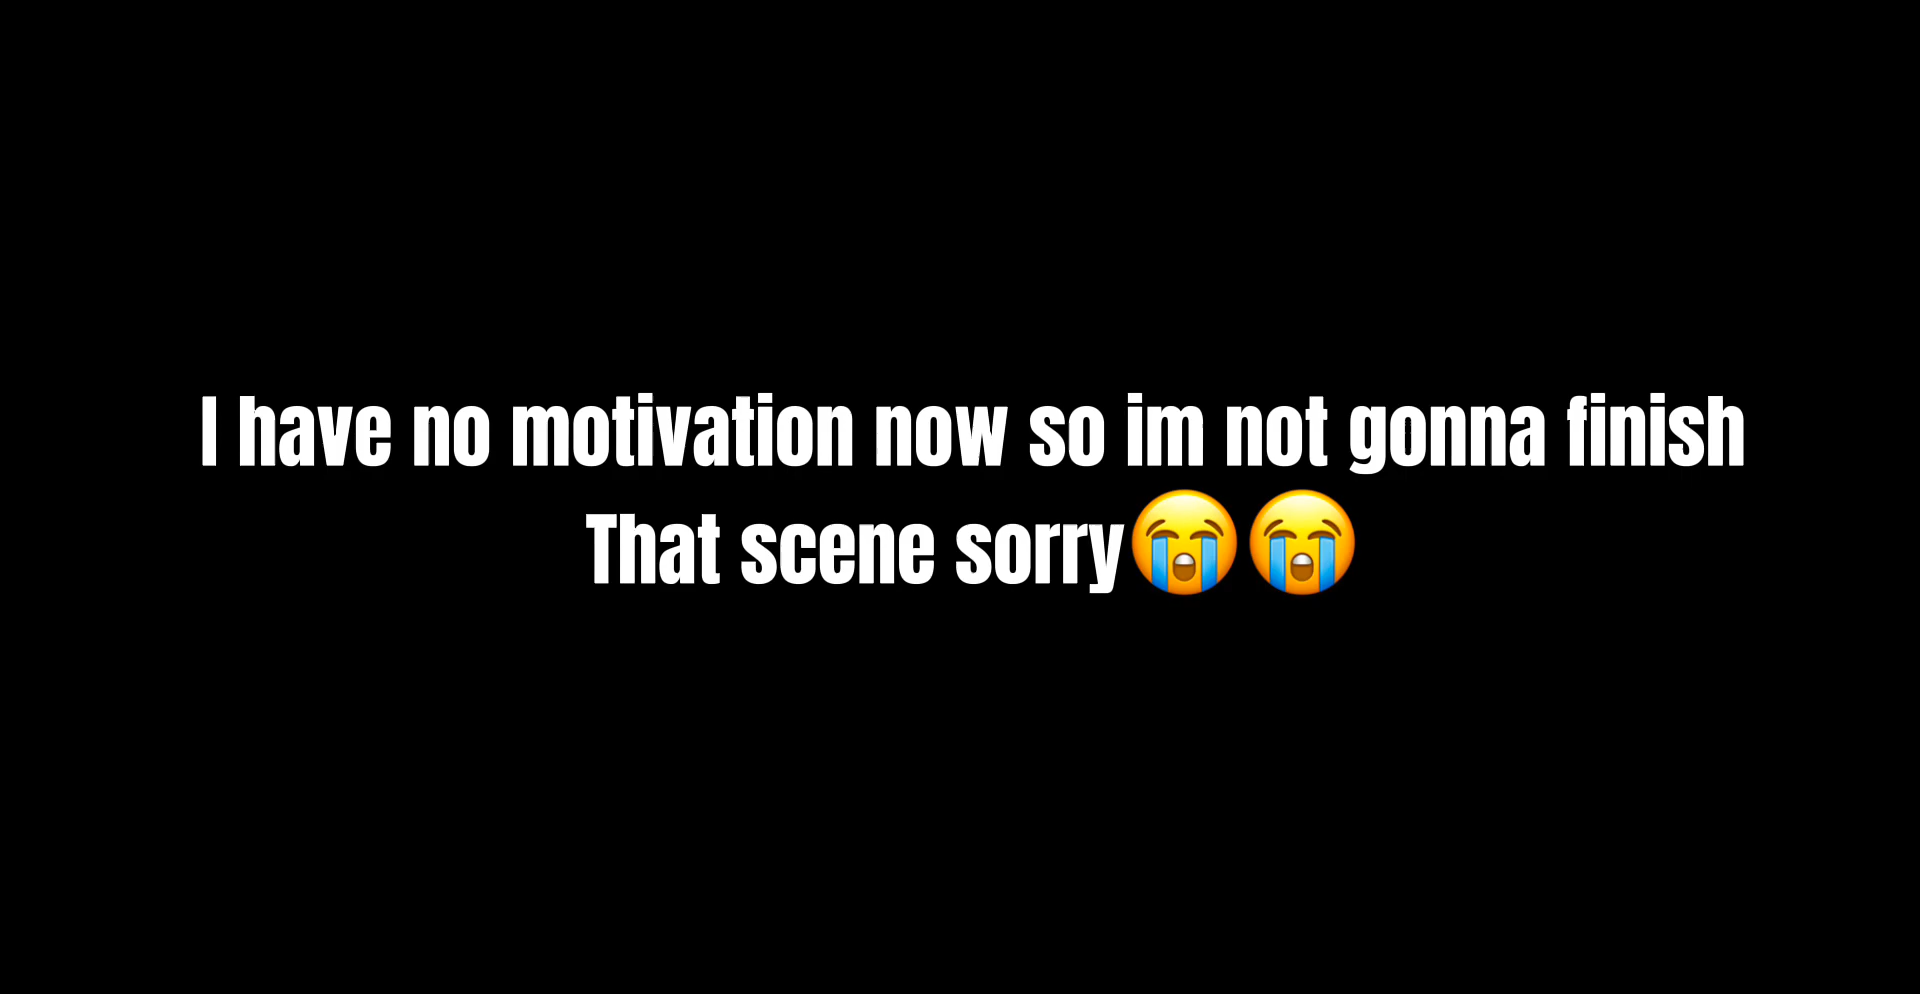 I have no motivation now so im not gonna finish
That scene sorry😭😭